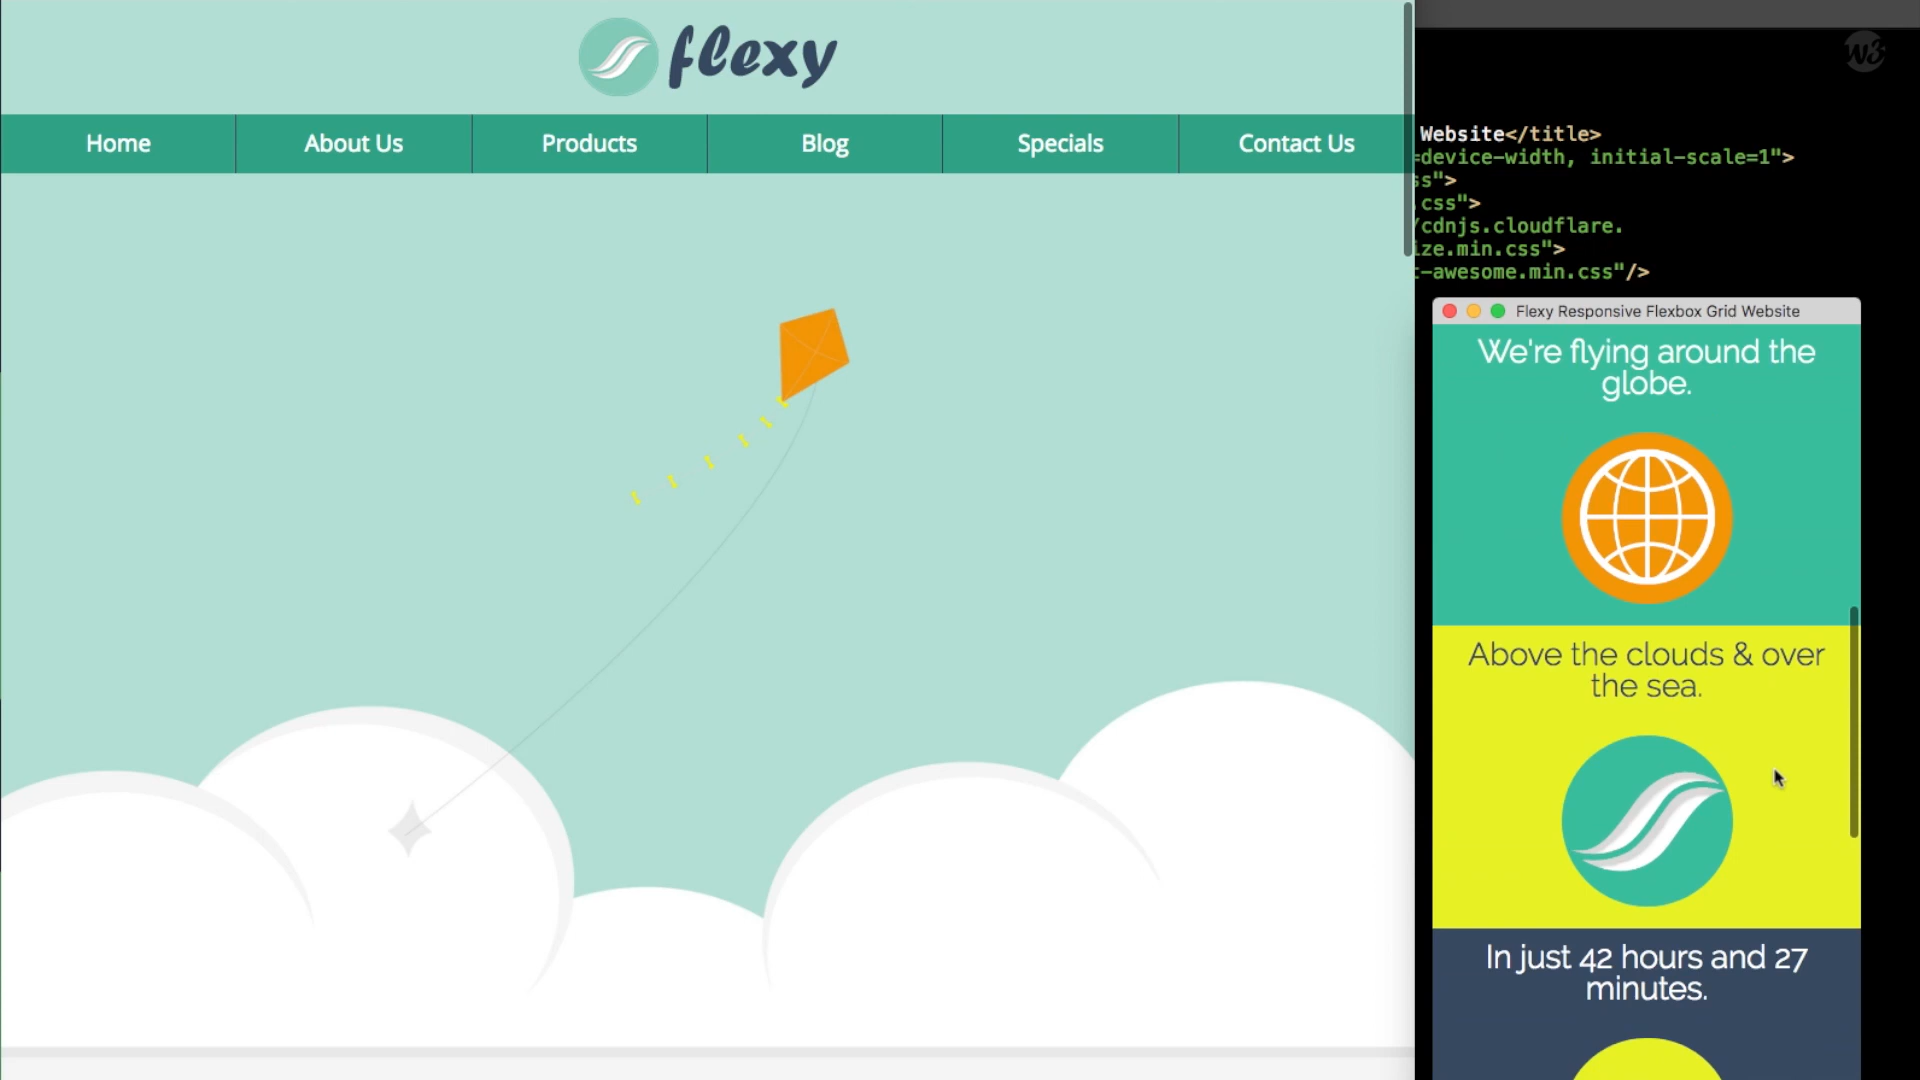 flexy
Home
About Us
Products
Blog
Specials
Contact Us
W3
Website</title>
=device-width, initial-scale=1">
ss">
.css">
/cdnjs.cloudflare.
ize.min.css">
t-awesome.min.css"/>
Flexy Responsive Flexbox Grid Website
We're flying around the
globe.
Above the clouds & over
the sea.
In just 42 hours and 27
minutes.